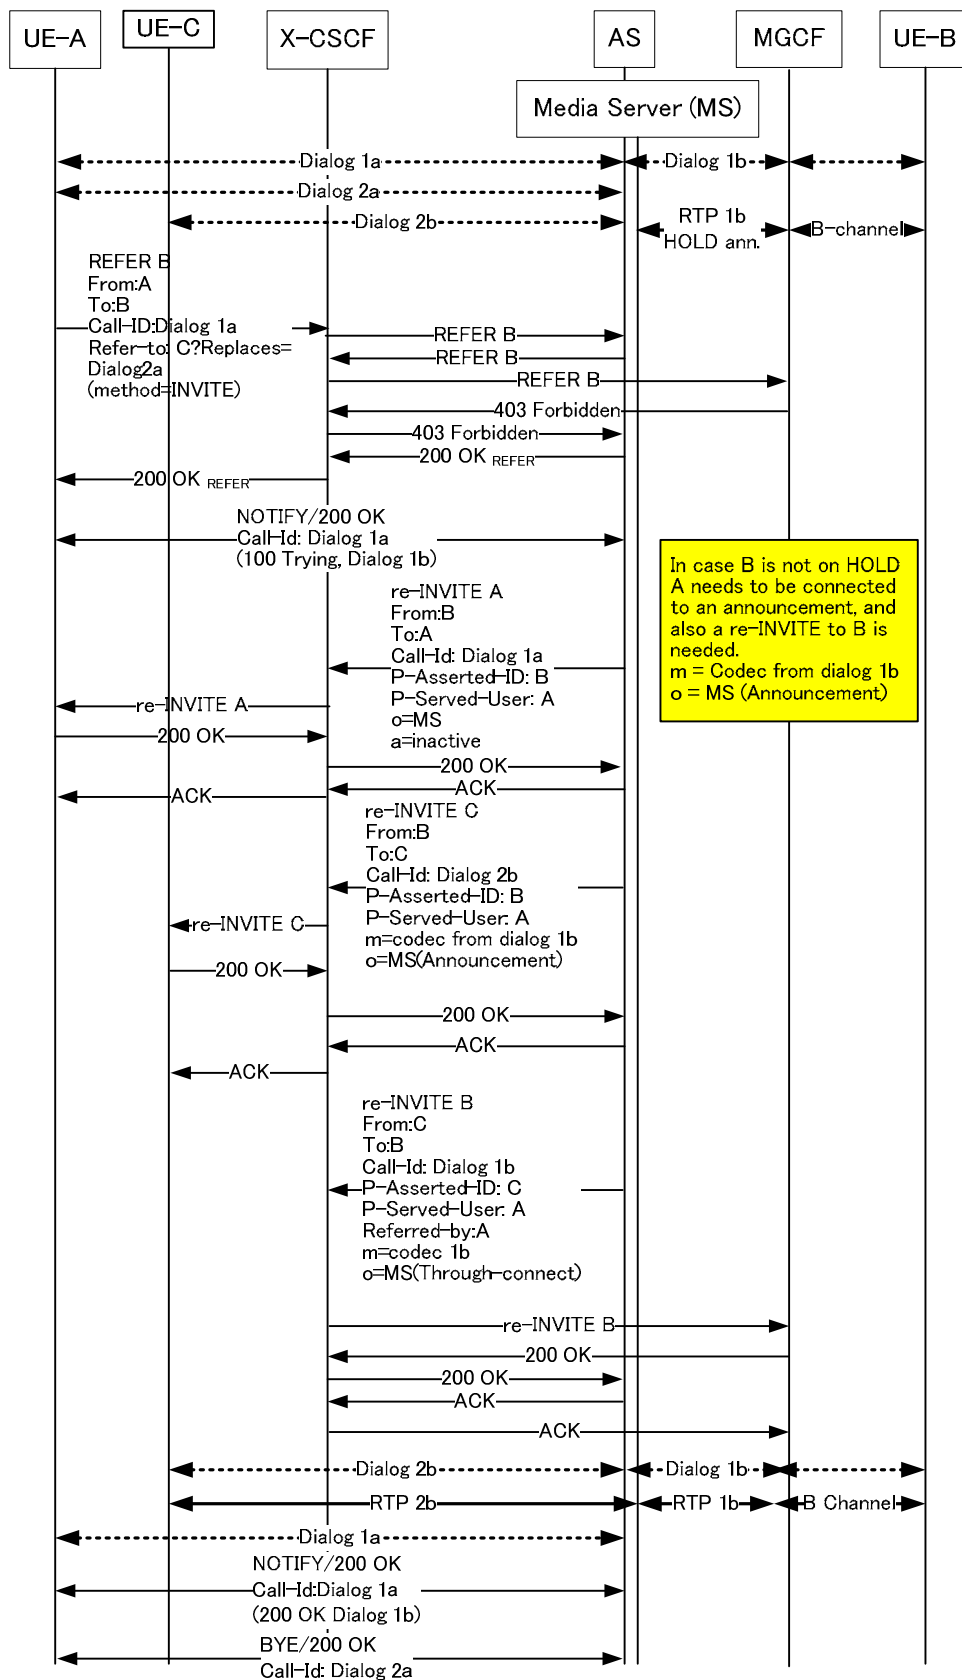 UE-A
UE-C
X-CSCF
AS
MGCF
UE-B
Media Server (MS)
Dialog 1a
Dialog 1b
Dialog 2a
Dialog 2b
RTP 1b
HOLD ann.
B-channel
REFER B
From:A
To:B
Call-ID:Dialog 1a
Refer-to: C?Replaces=
Dialog2a
(method=INVITE)
REFER B
REFER B
REFER B
403 Forbidden
403 Forbidden
200 OK REFER
200 OK REFER
NOTIFY/200 OK
Call-Id: Dialog 1a
(100 Trying, Dialog 1b)
In case B is not on HOLD
A needs to be connected
to an announcement, and
also a re-INVITE to B is
needed.
m = Codec from dialog 1b
o = MS (Announcement)
re-INVITE A
From:B
To:A
Call-Id: Dialog 1a
P-Asserted-ID: B
P-Served-User: A
o=MS
a=inactive
re-INVITE A
200 OK
200 OK
ACK
ACK
re-INVITE C
From:B
To:C
Call-Id: Dialog 2b
P-Asserted-ID: B
P-Served-User: A
m=codec from dialog 1b
o=MS(Announcement)
re-INVITE C
200 OK
200 OK
ACK
ACK
re-INVITE B
From:C
To:B
Call-Id: Dialog 1b
P-Asserted-ID: C
P-Served-User: A
Referred-by:A
m=codec 1b
o=MS(Through-connect)
re-INVITE B
200 OK
200 OK
ACK
ACK
Dialog 2b
Dialog 1b
RTP 2b
RTP 1b
B Channel
Dialog 1a
NOTIFY/200 OK
Call-Id:Dialog 1a
(200 OK Dialog 1b)
BYE/200 OK
Call-Id: Dialog 2a